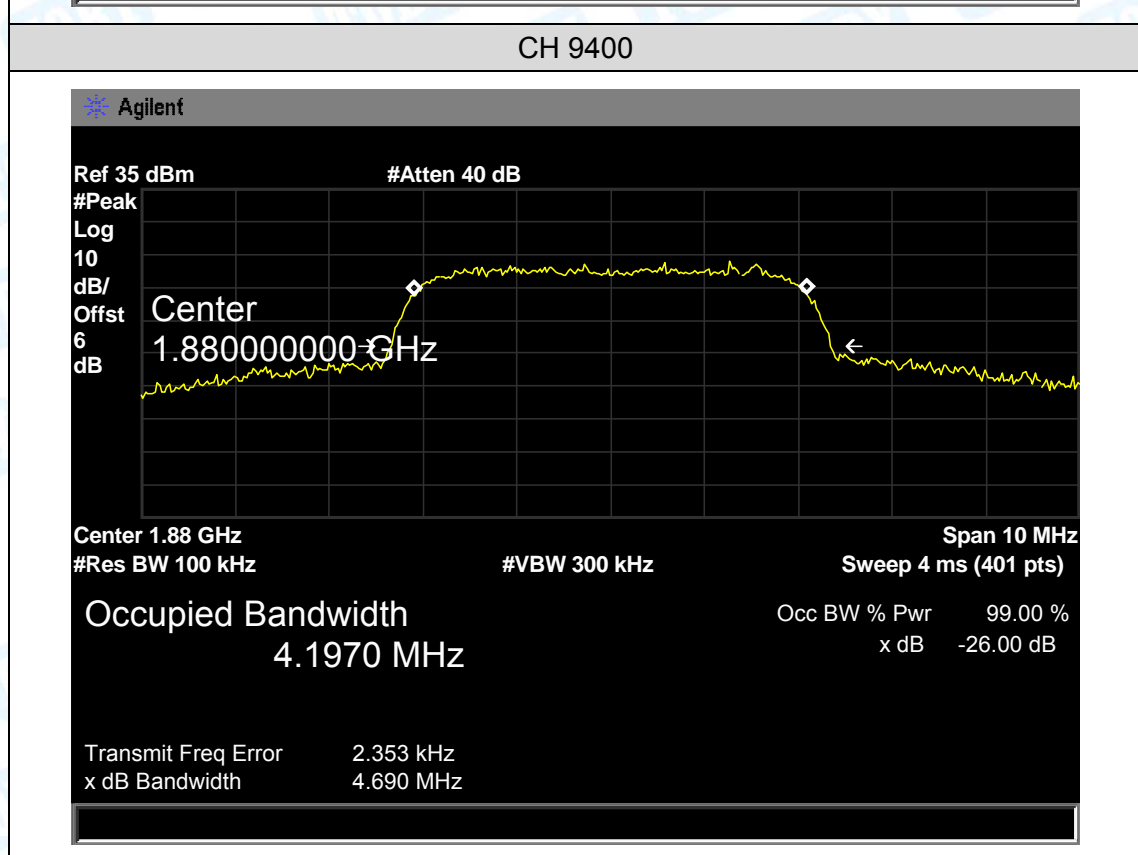 CH 9400
Agilent
Ref 35 dBm #Atten 40 dB
#Peak
Log
10
dB/
Offst
6
dB
Center
1.880000000 GHz
Center 1.88 GHz Span 10 MHz
#Res BW 100 kHz #VBW 300 kHz Sweep 4 ms (401 pts)
Occupied Bandwidth Occ BW % Pwr 99.00 %
4.1970 MHz x dB -26.00 dB
Transmit Freq Error 2.353 kHz
x dB Bandwidth 4.690 MHz